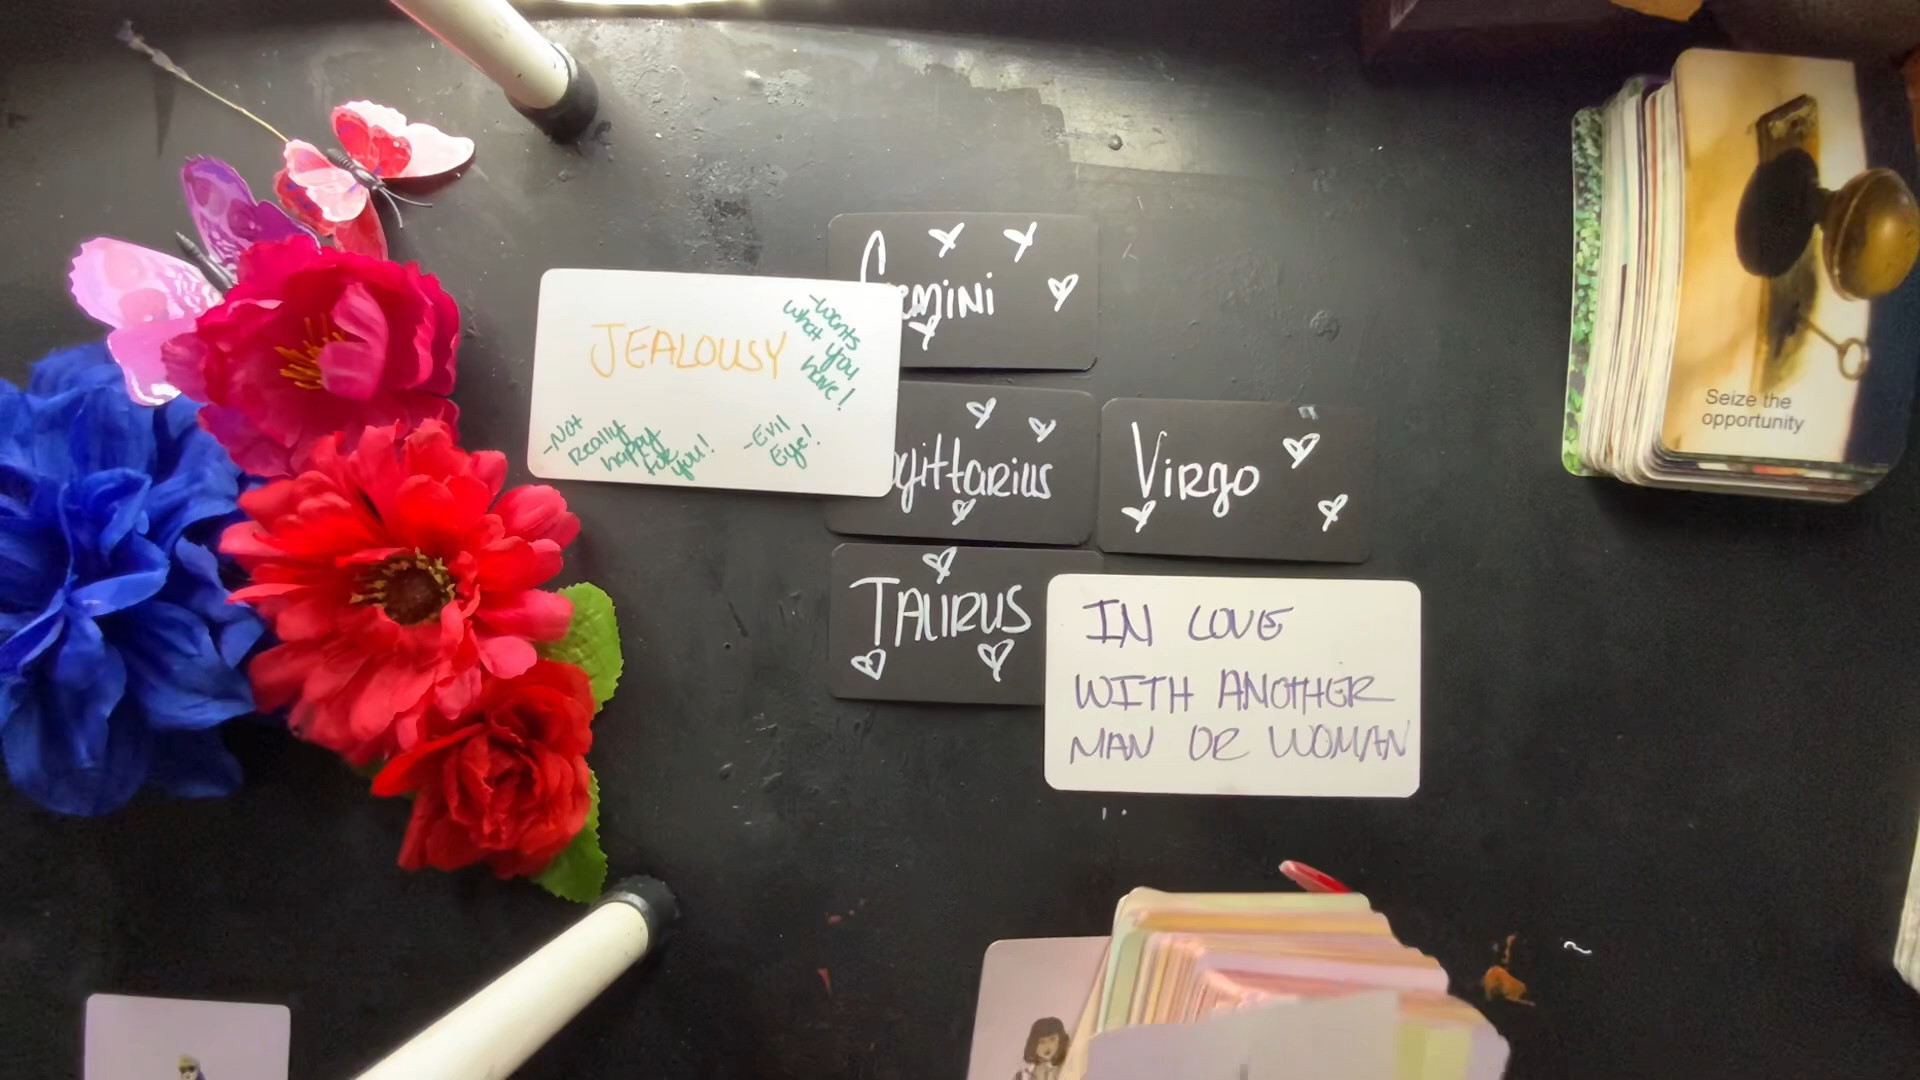 Gemini
JEALOUSY
-wants
what you
have!
-Not
Really
happy
for
you!
-Evil
Eye!
gittarius
Virgo
TAURUS
IN LOVE
WITH ANOTHER
MAN OR WOMAN
Seize the
opportunity